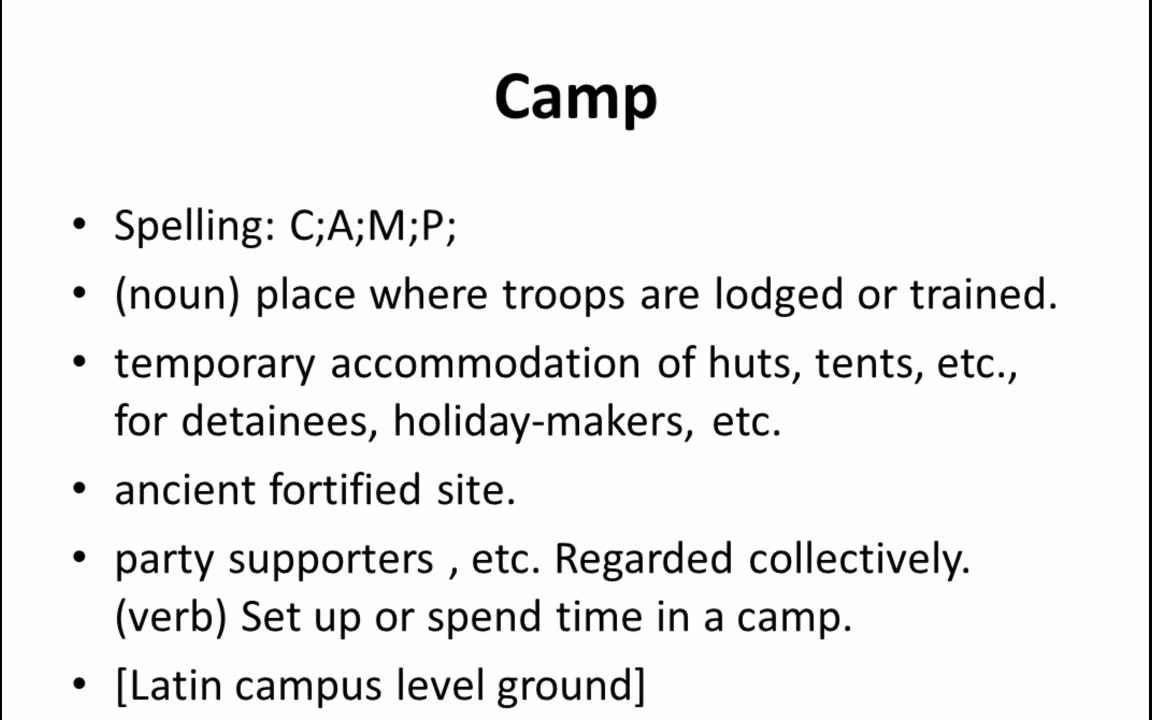 Camp
• Spelling: C;A;M;P;
• (noun) place where troops are lodged or trained.
• temporary accommodation of huts, tents, etc.,
for detainees, holiday-makers, etc.
• ancient fortified site.
• party supporters , etc. Regarded collectively.
(verb) Set up or spend time in a camp.
• [Latin campus level ground]